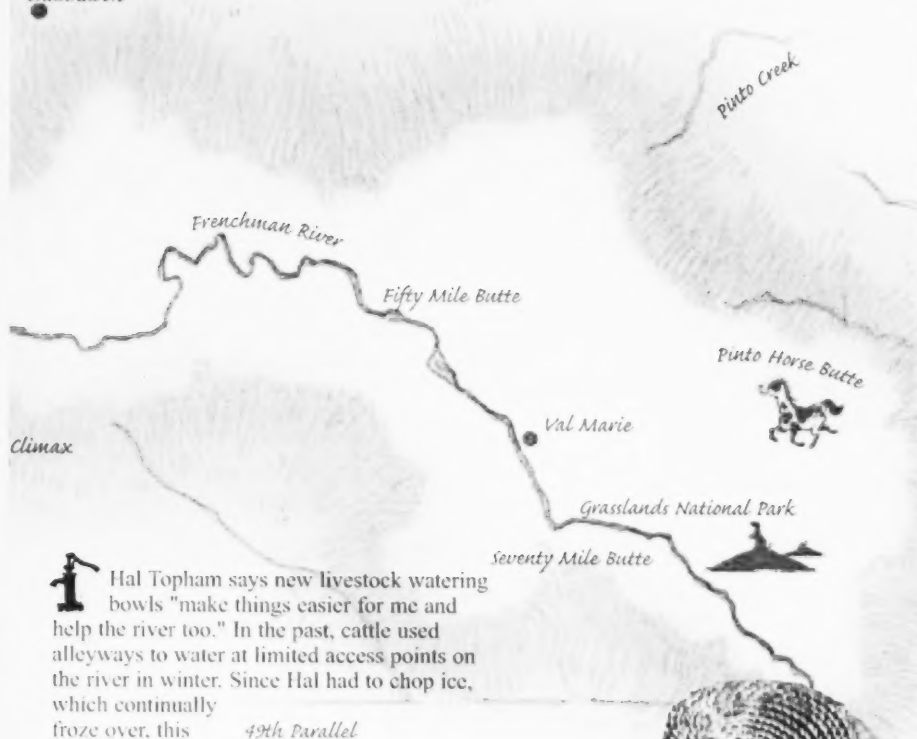 Pinto Creek
Frenchman River
Fifty Mile Butte
Pinto Horse Butte
Val Marie
Climax
Grasslands National Park
Seventy Mile Butte
Hal Topham says new livestock watering
bowls "make things easier for me and
help the river too." In the past, cattle used
alleyways to water at limited access points on
the river in winter. Since Hal had to chop ice,
which continually
froze over, this
49th Parallel